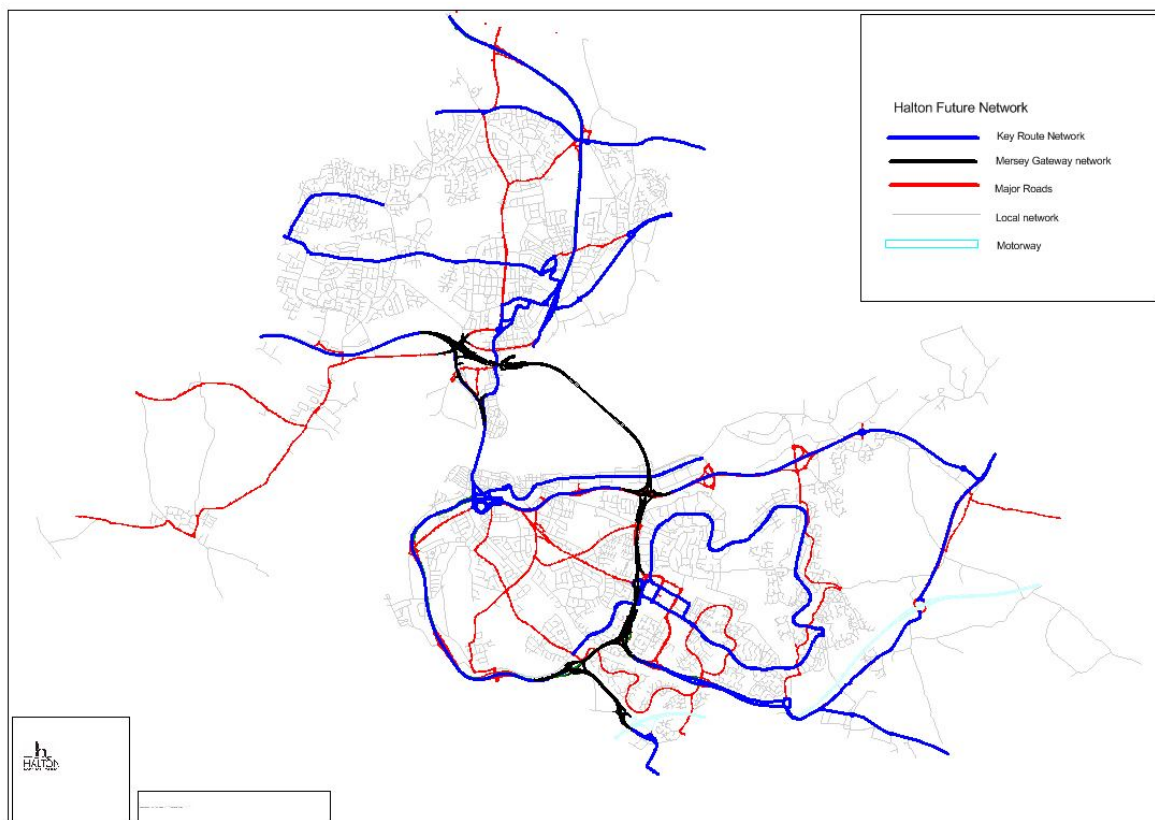 Halton Future Network
Key Route Network
Mersey Gateway network
Major Roads
Local network
Motorway
h
HALTON